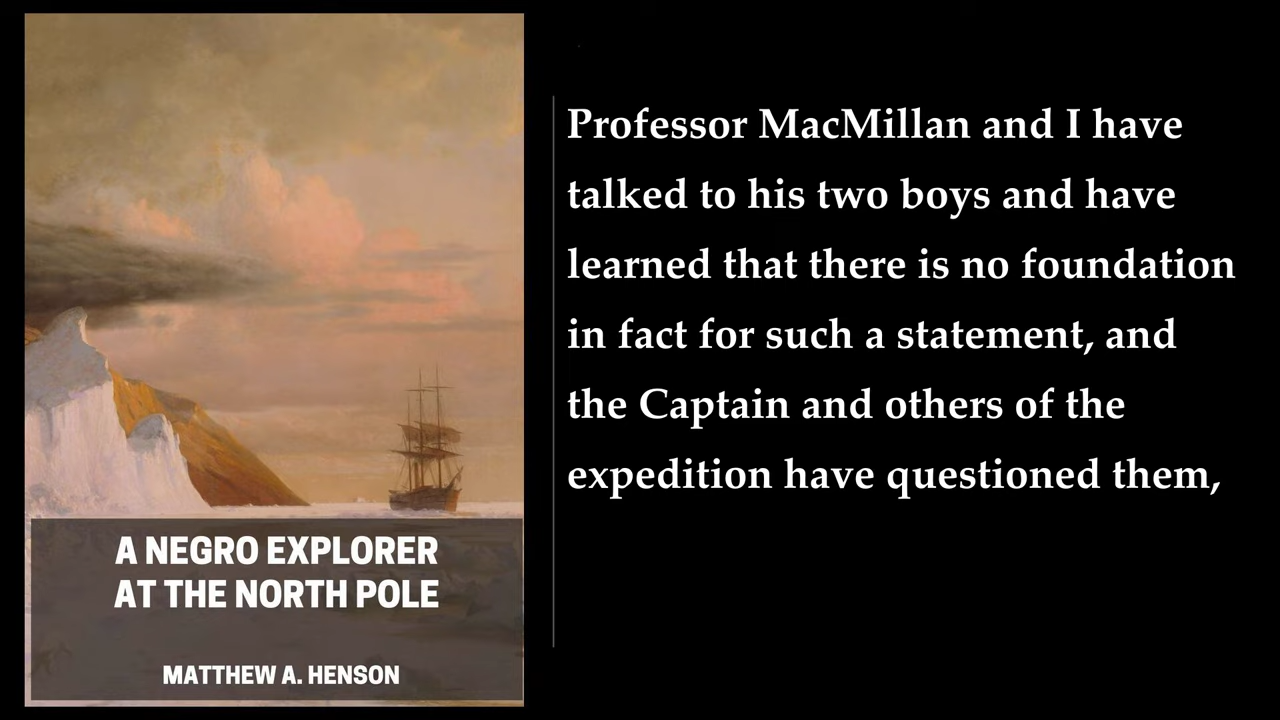 A NEGRO EXPLORER
AT THE NORTH POLE
MATTHEW A. HENSON
Professor MacMillan and I have
talked to his two boys and have
learned that there is no foundation
in fact for such a statement, and
the Captain and others of the
expedition have questioned them,